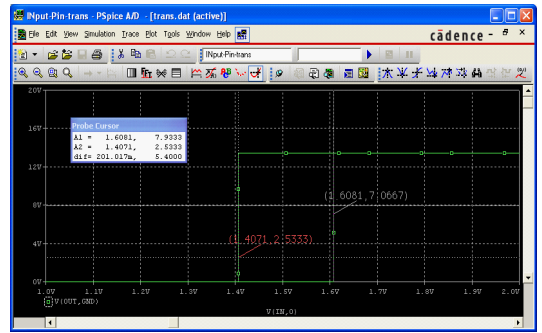 INput-Pin-trans - PSpice A/D - [trans.dat (active)]
File Edit View Simulation Trace Plot Tools Window Help
cādence
INput-Pin-trans
20V
16V
12V
8V
4V
0V
Probe Cursor
A1 = 1.6081, 7.9333
A2 = 1.4071, 2.5333
dif= 201.017m, 5.4000
(1.6081,7.0667)
(1.4071,2.5333)
1.0V 1.1V 1.2V 1.3V 1.4V 1.5V 1.6V 1.7V 1.8V 1.9V 2.0V
V(OUT,GND)
V(IN,0)